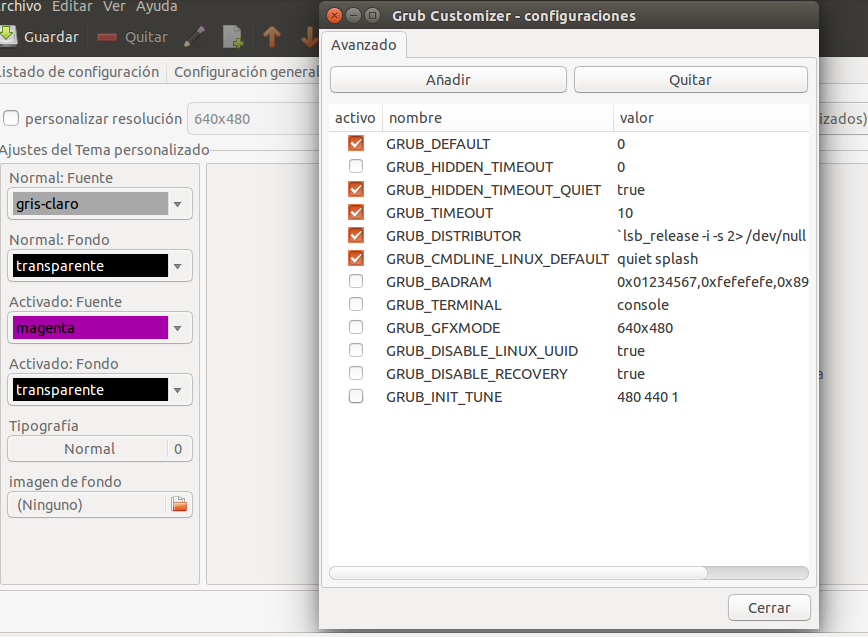 rchivo Editar Ver Ayuda
Guardar Quitar
istado de configuración Configuración general
personalizar resolución 640x480
izados)
Ajustes del Tema personalizado
Normal: Fuente
gris-claro
Normal: Fondo
transparente
Activado: Fuente
magenta
Activado: Fondo
transparente
Tipografía
Normal 0
imagen de fondo
(Ninguno)
Grub Customizer - configuraciones
Avanzado
Añadir Quitar
activo nombre valor
GRUB_DEFAULT 0
GRUB_HIDDEN_TIMEOUT 0
GRUB_HIDDEN_TIMEOUT_QUIET true
GRUB_TIMEOUT 10
GRUB_DISTRIBUTOR `lsb_release -i -s 2> /dev/null
GRUB_CMDLINE_LINUX_DEFAULT quiet splash
GRUB_BADRAM 0x01234567,0xfefefefe,0x89
GRUB_TERMINAL console
GRUB_GFXMODE 640x480
GRUB_DISABLE_LINUX_UUID true
GRUB_DISABLE_RECOVERY true
GRUB_INIT_TUNE 480 440 1
Cerrar